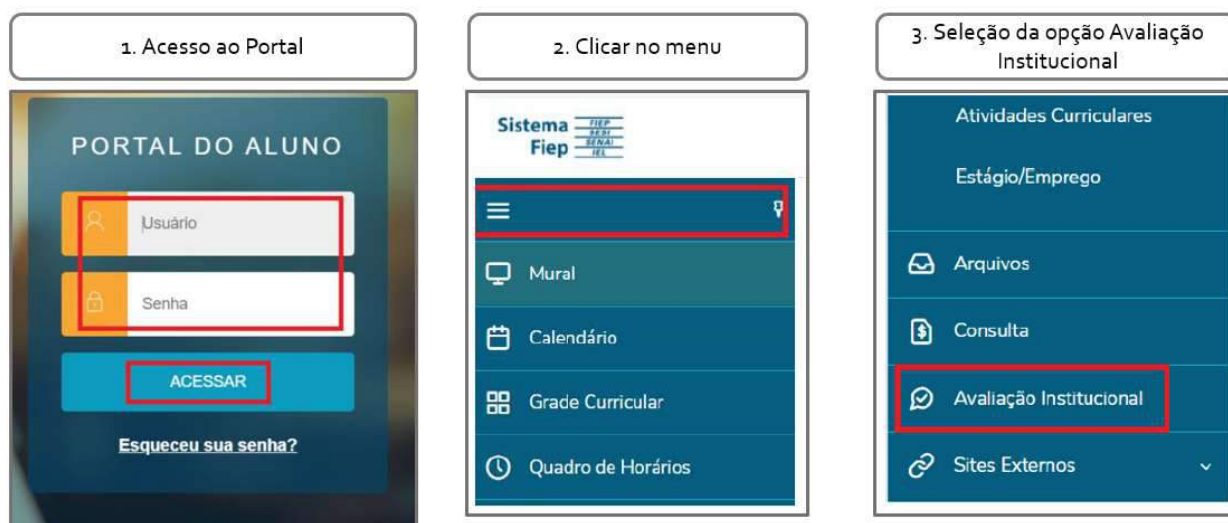 1. Acesso ao Portal
PORTAL DO ALUNO
Usuário
Senha
ACESSAR
Esqueceu sua senha?
2. Clicar no menu
Sistema
Fiep
FIEP
SESI
SENAI
IEL
Mural
Calendário
Grade Curricular
Quadro de Horários
3. Seleção da opção Avaliação
Institucional
Atividades Curriculares
Estágio/Emprego
Arquivos
Consulta
Avaliação Institucional
Sites Externos